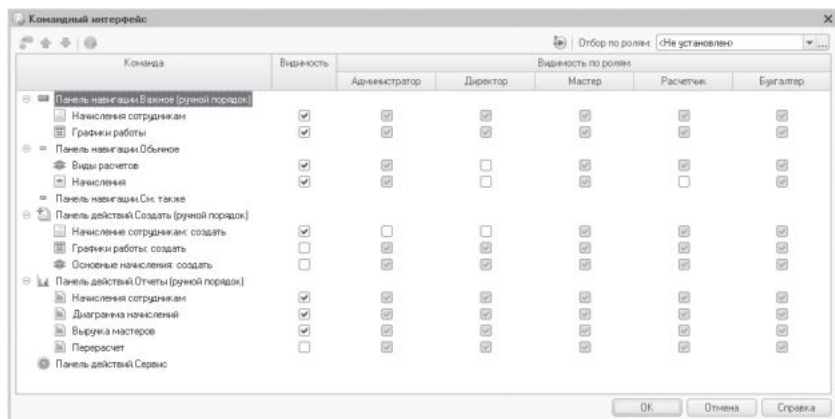 Командный интерфейс
Отбор по ролям: <Не установлено>
Команда Видимость Видимость по ролям
Администратор Директор Мастер Расчетчик Бухгалтер
Панель навигации.Важное (ручной порядок)
Начисления сотрудникам
Графики работы
Панель навигации.Обычное
Виды расчетов
Начисления
Панель навигации.См. также
Панель действий.Создать (ручной порядок)
Начисление сотрудникам: создать
Графики работы: создать
Основные начисления: создать
Панель действий.Отчеты (ручной порядок)
Начисления сотрудникам
Диаграмма начислений
Выручка мастеров
Перерасчет
Панель действий.Сервис
OK Отмена Справка